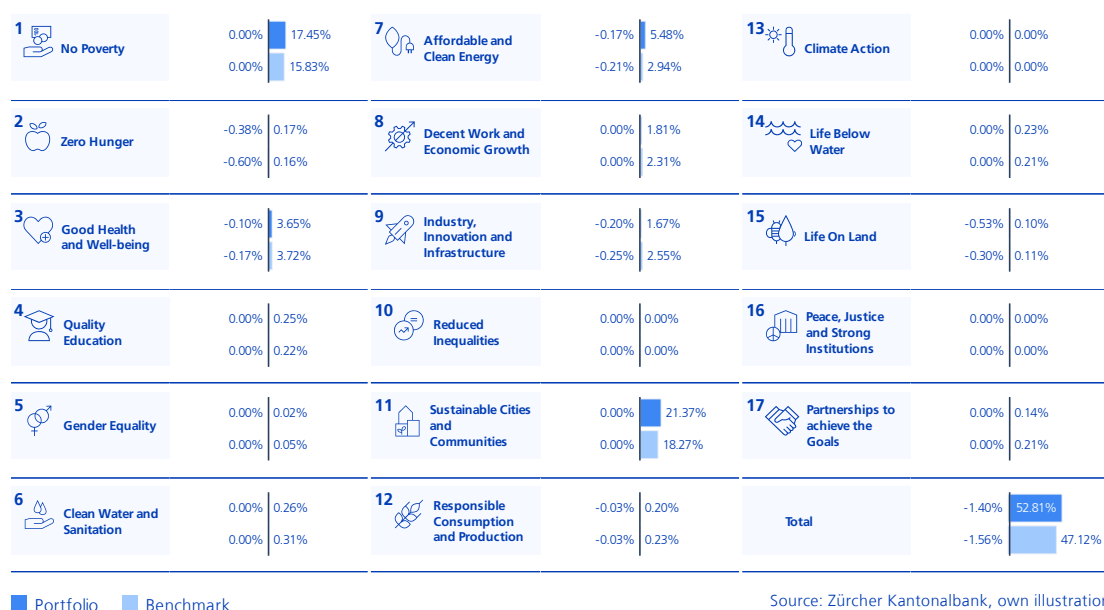 1
No Poverty
0.00% 17.45%
0.00% 15.83%
7
Affordable and
Clean Energy
-0.17% 5.48%
-0.21% 2.94%
13
Climate Action
0.00% 0.00%
0.00% 0.00%
2
Zero Hunger
-0.38% 0.17%
-0.60% 0.16%
8
Decent Work and
Economic Growth
0.00% 1.81%
0.00% 2.31%
14
Life Below
Water
0.00% 0.23%
0.00% 0.21%
3
Good Health
and Well-being
-0.10% 3.65%
-0.17% 3.72%
9
Industry,
Innovation and
Infrastructure
-0.20% 1.67%
-0.25% 2.55%
15
Life On Land
-0.53% 0.10%
-0.30% 0.11%
4
Quality
Education
0.00% 0.25%
0.00% 0.22%
10
Reduced
Inequalities
0.00% 0.00%
0.00% 0.00%
16
Peace, Justice
and Strong
Institutions
0.00% 0.00%
0.00% 0.00%
5
Gender Equality
0.00% 0.02%
0.00% 0.05%
11
Sustainable Cities
and
Communities
0.00% 21.37%
0.00% 18.27%
17
Partnerships to
achieve the
Goals
0.00% 0.14%
0.00% 0.21%
6
Clean Water and
Sanitation
0.00% 0.26%
0.00% 0.31%
12
Responsible
Consumption
and Production
-0.03% 0.20%
-0.03% 0.23%
Total
-1.40% 52.81%
-1.56% 47.12%
Portfolio Benchmark
Source: Zürcher Kantonalbank, own illustration